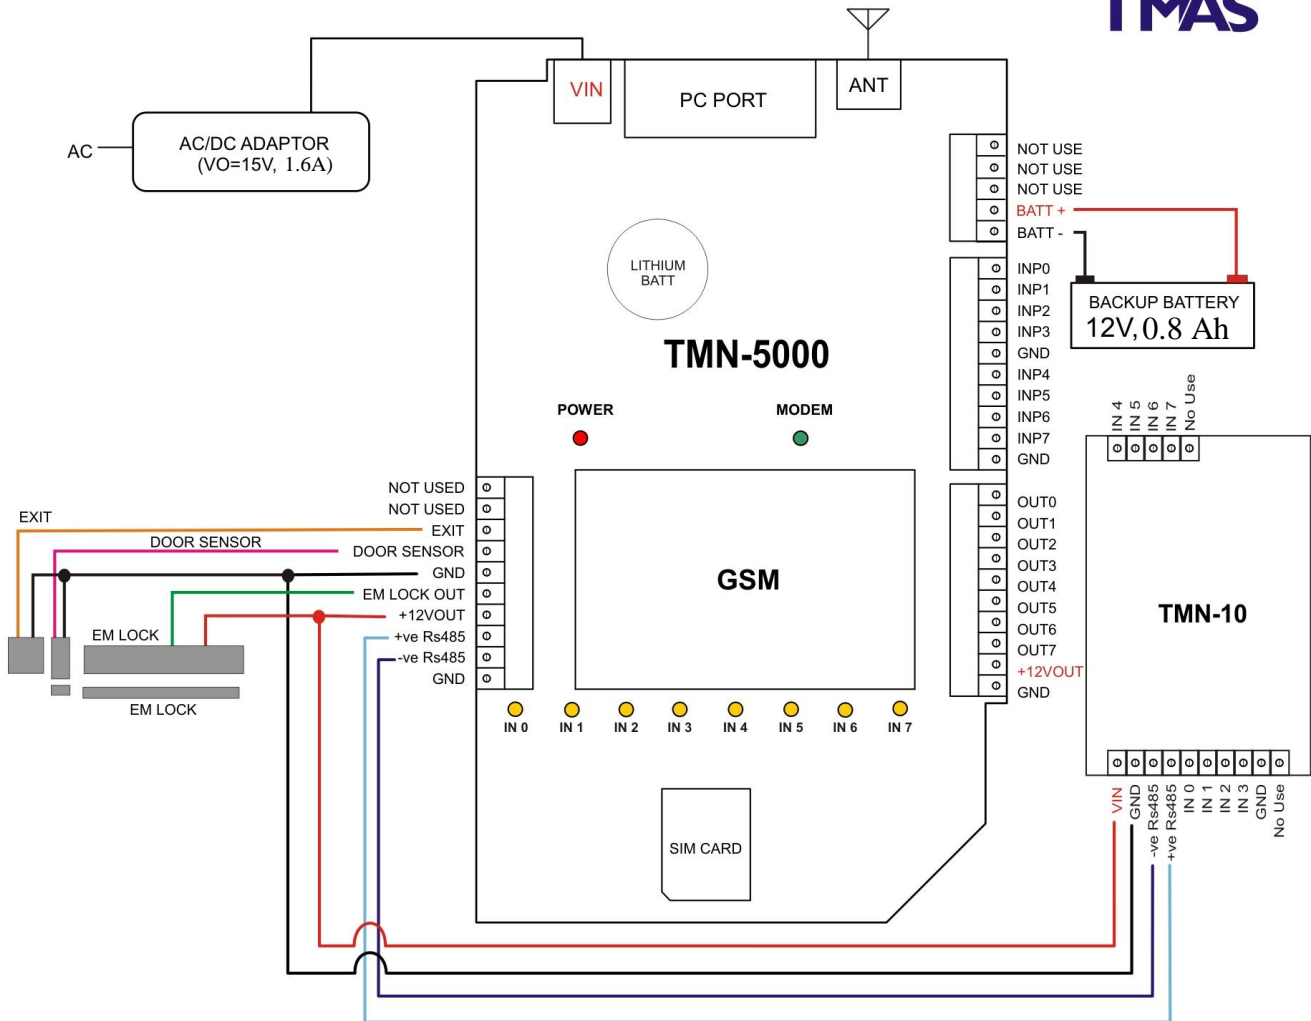 TMAS
VIN
PC PORT
ANT
AC
AC/DC ADAPTOR
(VO=15V, 1.6A)
NOT USE
NOT USE
NOT USE
BATT +
BATT -
LITHIUM
BATT
INP0
INP1
INP2
INP3
GND
INP4
INP5
INP6
INP7
GND
BACKUP BATTERY
12V, 0.8 Ah
TMN-5000
POWER
MODEM
IN 4
IN 5
IN 6
IN 7
No Use
NOT USED
NOT USED
EXIT
DOOR SENSOR
GND
EM LOCK OUT
+12VOUT
+ve Rs485
-ve Rs485
GND
EXIT
DOOR SENSOR
EM LOCK
EM LOCK
GSM
OUT0
OUT1
OUT2
OUT3
OUT4
OUT5
OUT6
OUT7
+12VOUT
GND
TMN-10
IN 0
IN 1
IN 2
IN 3
IN 4
IN 5
IN 6
IN 7
SIM CARD
VIN
GND
-ve Rs485
+ve Rs485
IN 0
IN 1
IN 2
IN 3
GND
No Use